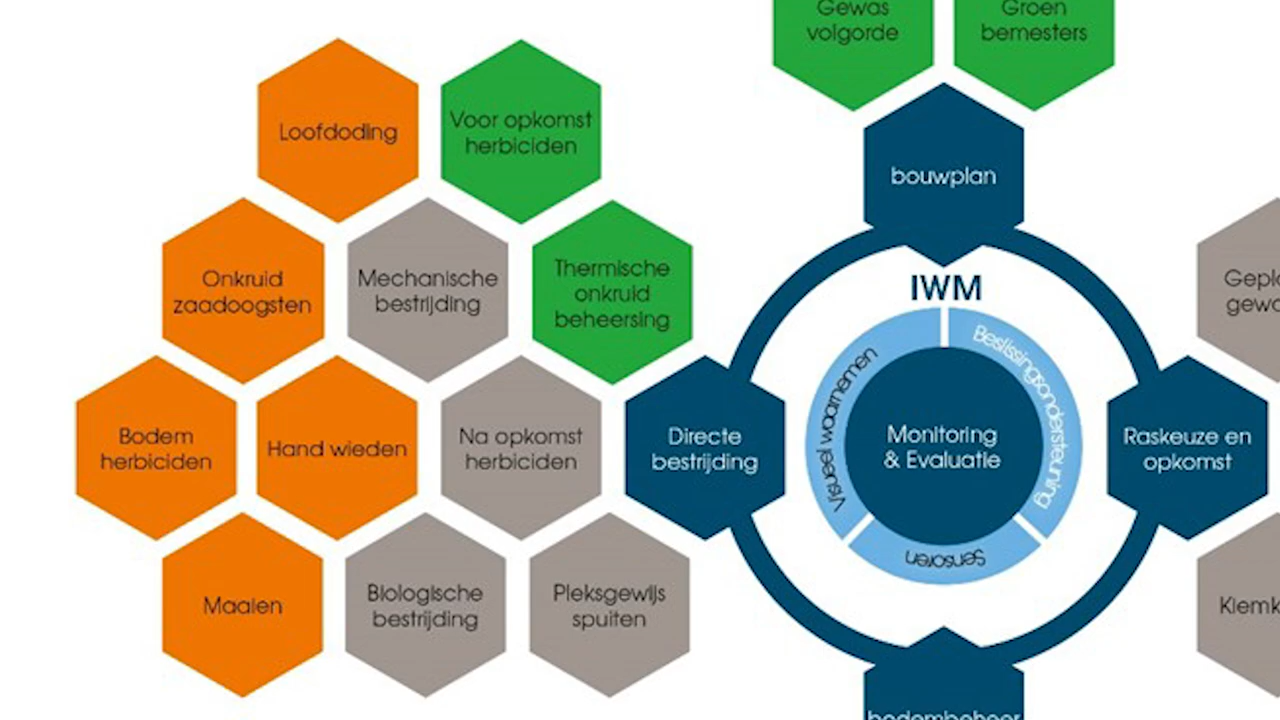 Gewas
volgorde
Groen
bemesters
Loofdoding
Voor opkomst
herbiciden
bouwplan
Onkruid
zaadoogsten
Mechanische
bestrijding
Thermische
onkruid
beheersing
IWM
Beslissingsondersteuning
Visueel waarnemen
Sensoren
Monitoring
& Evaluatie
Bodem
herbiciden
Hand wieden
Na opkomst
herbiciden
Directe
bestrijding
Raskeuze en
opkomst
Maaien
Biologische
bestrijding
Pleksgewijs
spuiten
bodembeheer